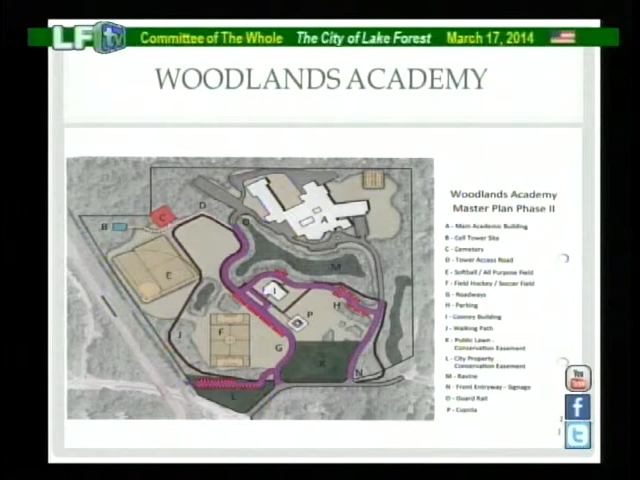 LF tv
Committee of The Whole The City of Lake Forest March 17, 2014
WOODLANDS ACADEMY
Woodlands Academy
Master Plan Phase II
A - Main Academic Building
B - Cell Tower Site
C - Cemetery
D - Tower Access Road
E - Softball / All Purpose Field
F - Field Hockey / Soccer Field
G - Roadways
H - Parking
I - Conway Building
J - Walking Path
K - Public Lawn -
Conservation Easement
L - City Property
Conservation Easement
M - Ravine
N - Front Entryway - Signage
O - Guard Rail
P - Cupola
A
B
C
D
E
F
G
H
I
J
L
M
N
O
P
You
Tube
f
t